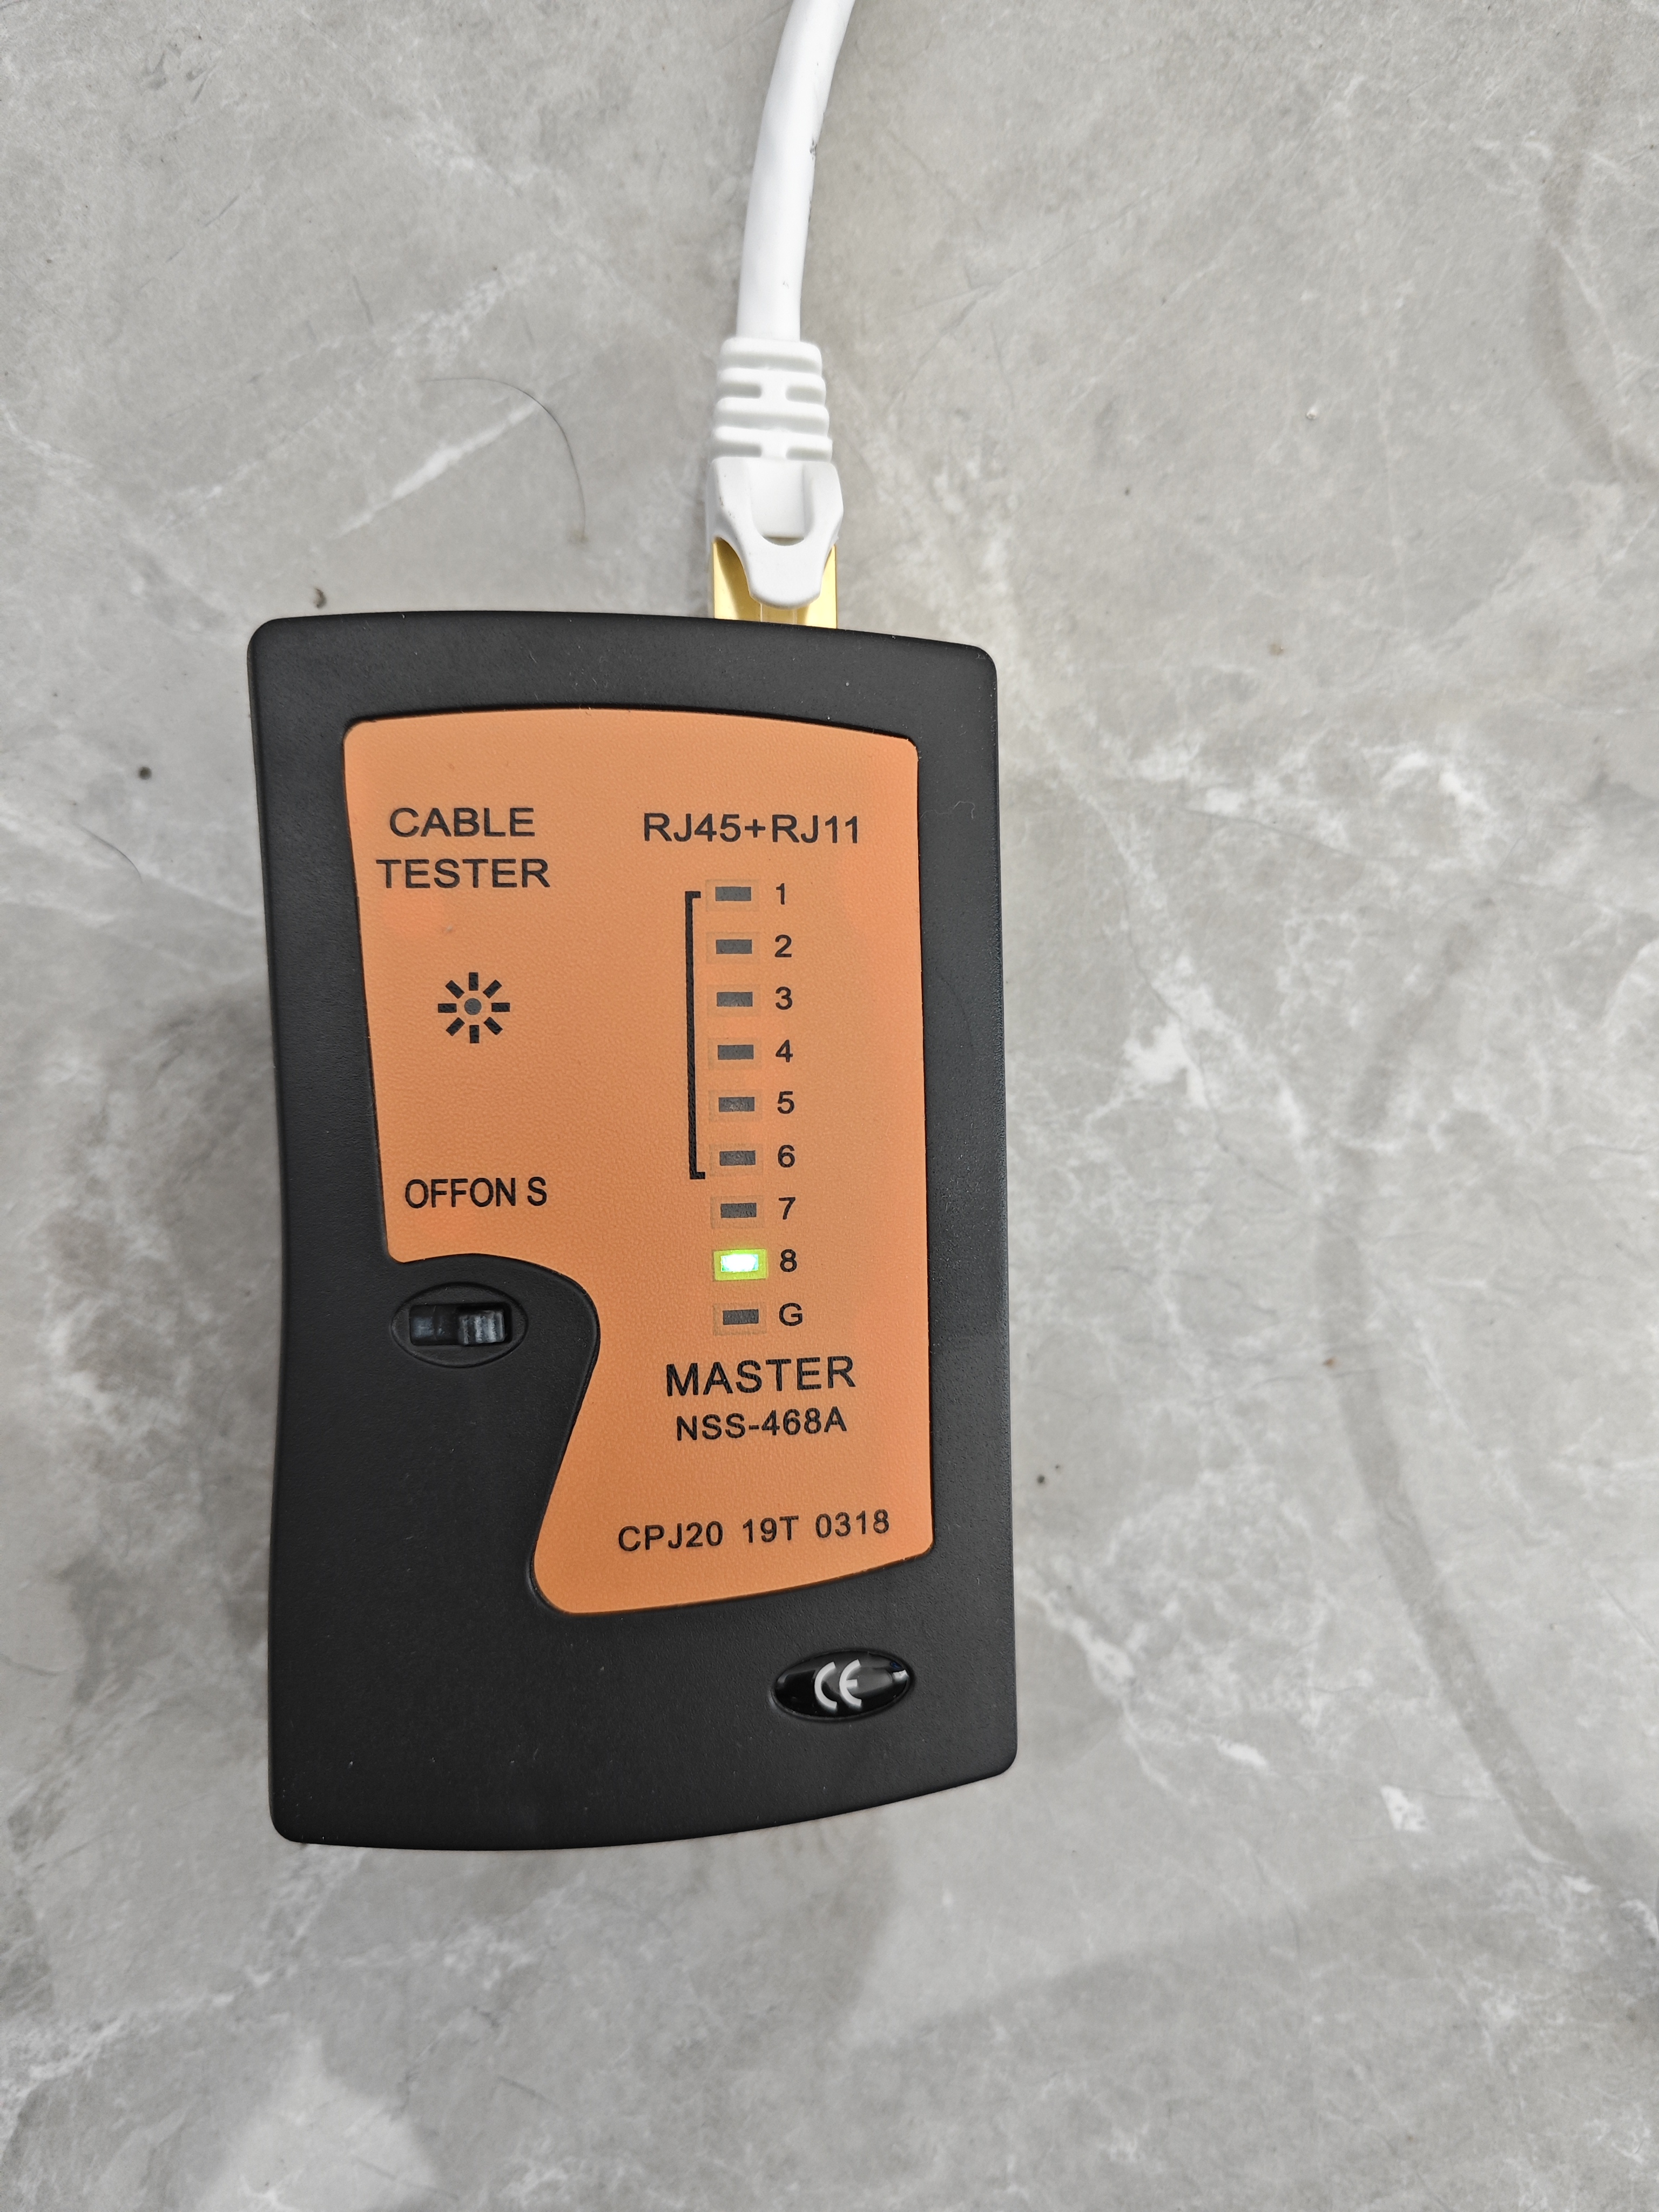 CABLE
TESTER
RJ45+RJ11
1
2
3
4
5
6
7
8
G
OFFON S
MASTER
NSS-468A
CPJ20 19T 0318
CE